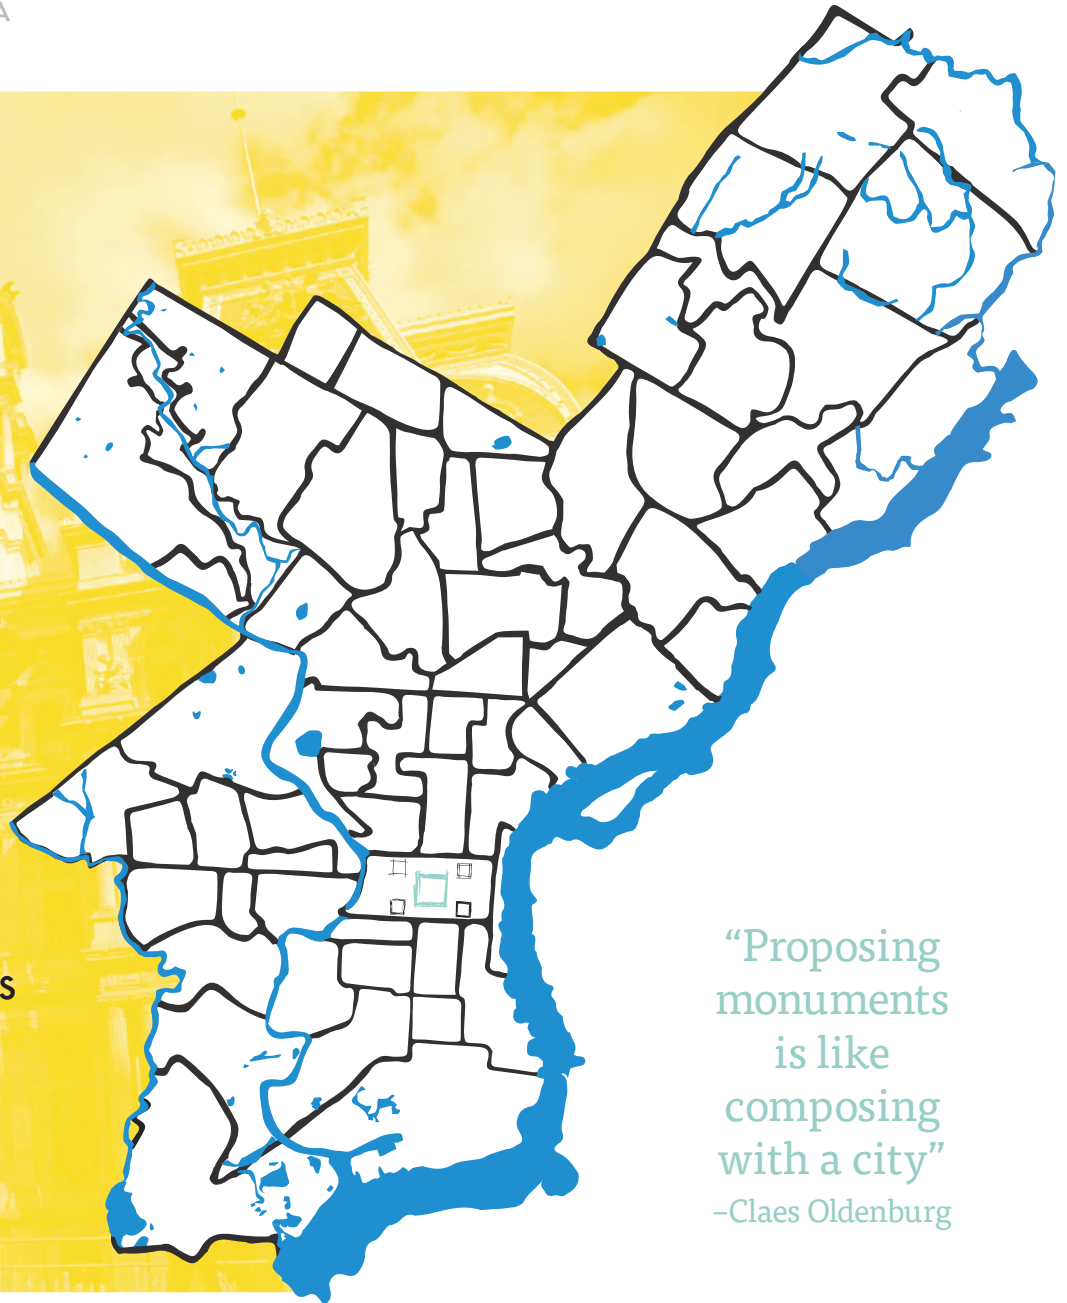 A
s
“Proposing
monuments
is like
composing
with a city”
–Claes Oldenburg